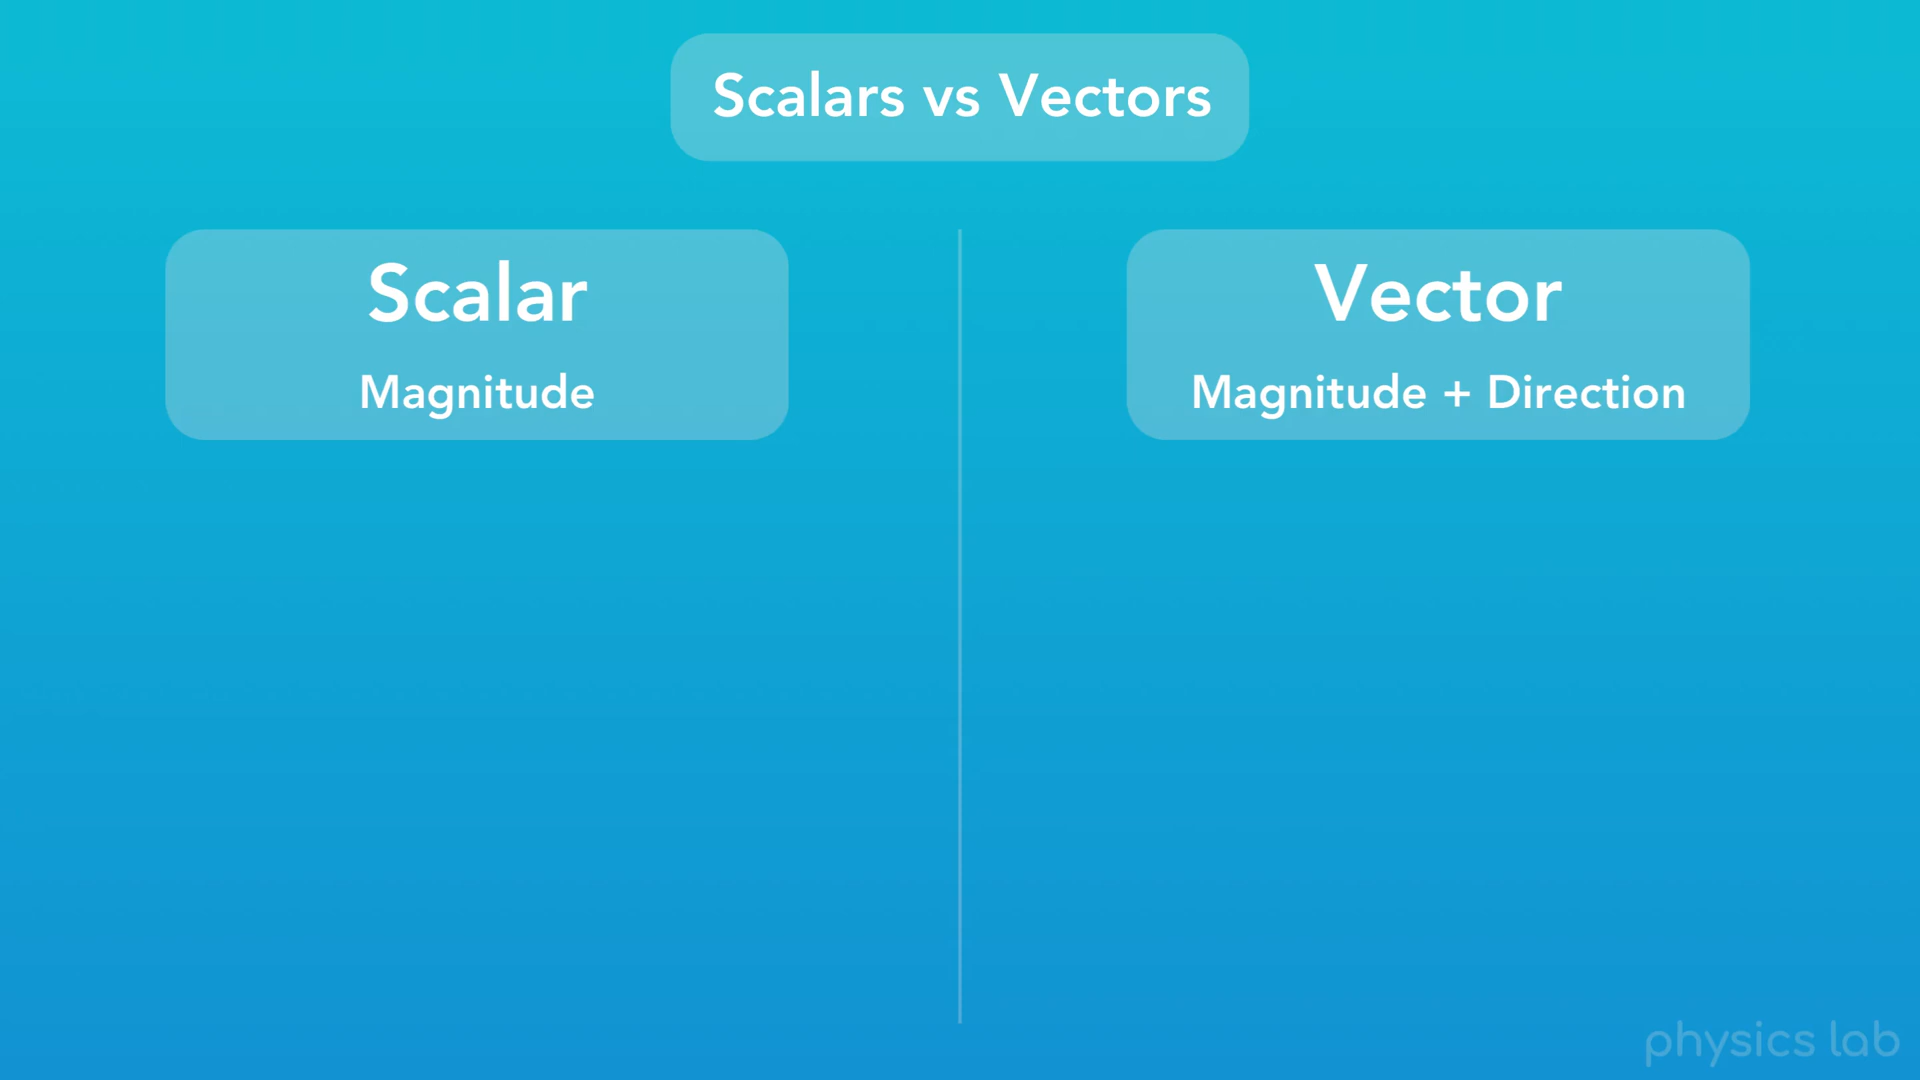 Scalars vs Vectors
Scalar
Magnitude
Vector
Magnitude + Direction
physics lab